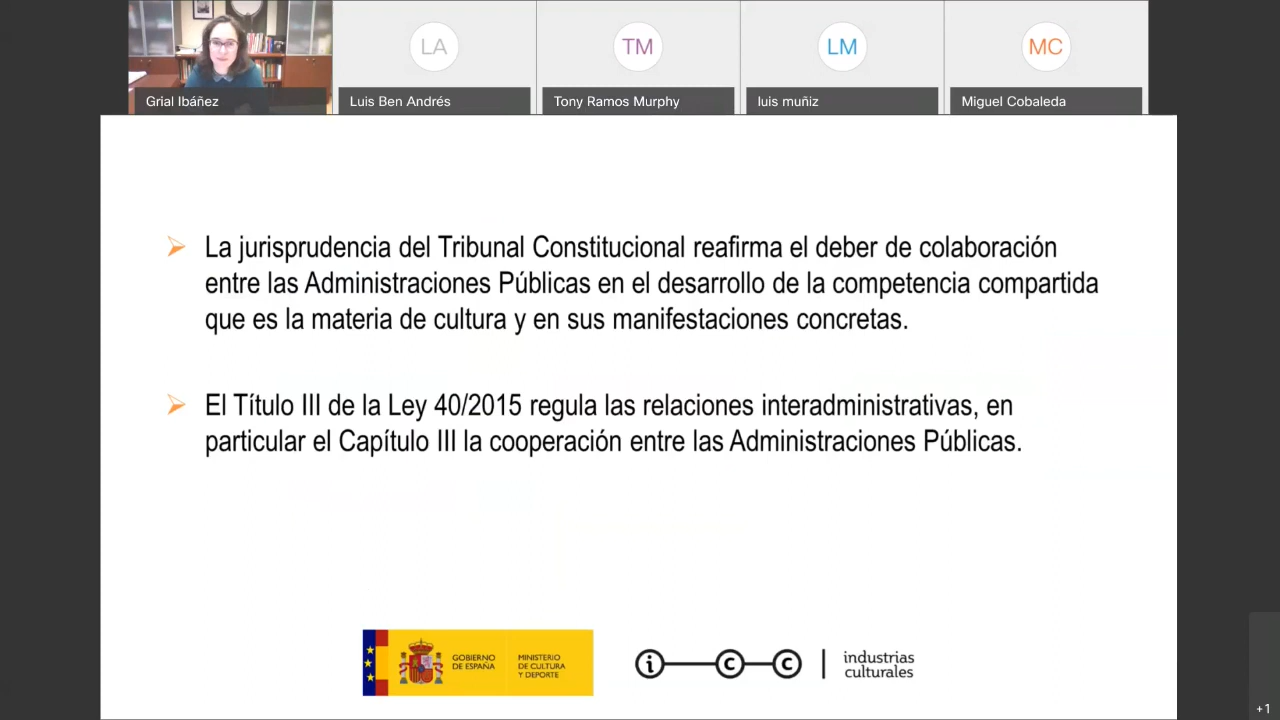 LA
TM
LM
MC
Grial Ibáñez
Luis Ben Andrés
Tony Ramos Murphy
luis muñiz
Miguel Cobaleda
La jurisprudencia del Tribunal Constitucional reafirma el deber de colaboración
entre las Administraciones Públicas en el desarrollo de la competencia compartida
que es la materia de cultura y en sus manifestaciones concretas.
El Título III de la Ley 40/2015 regula las relaciones interadministrativas, en
particular el Capítulo III la cooperación entre las Administraciones Públicas.
GOBIERNO
DE ESPAÑA
MINISTERIO
DE CULTURA
Y DEPORTE
i c c
industrias
culturales
+1